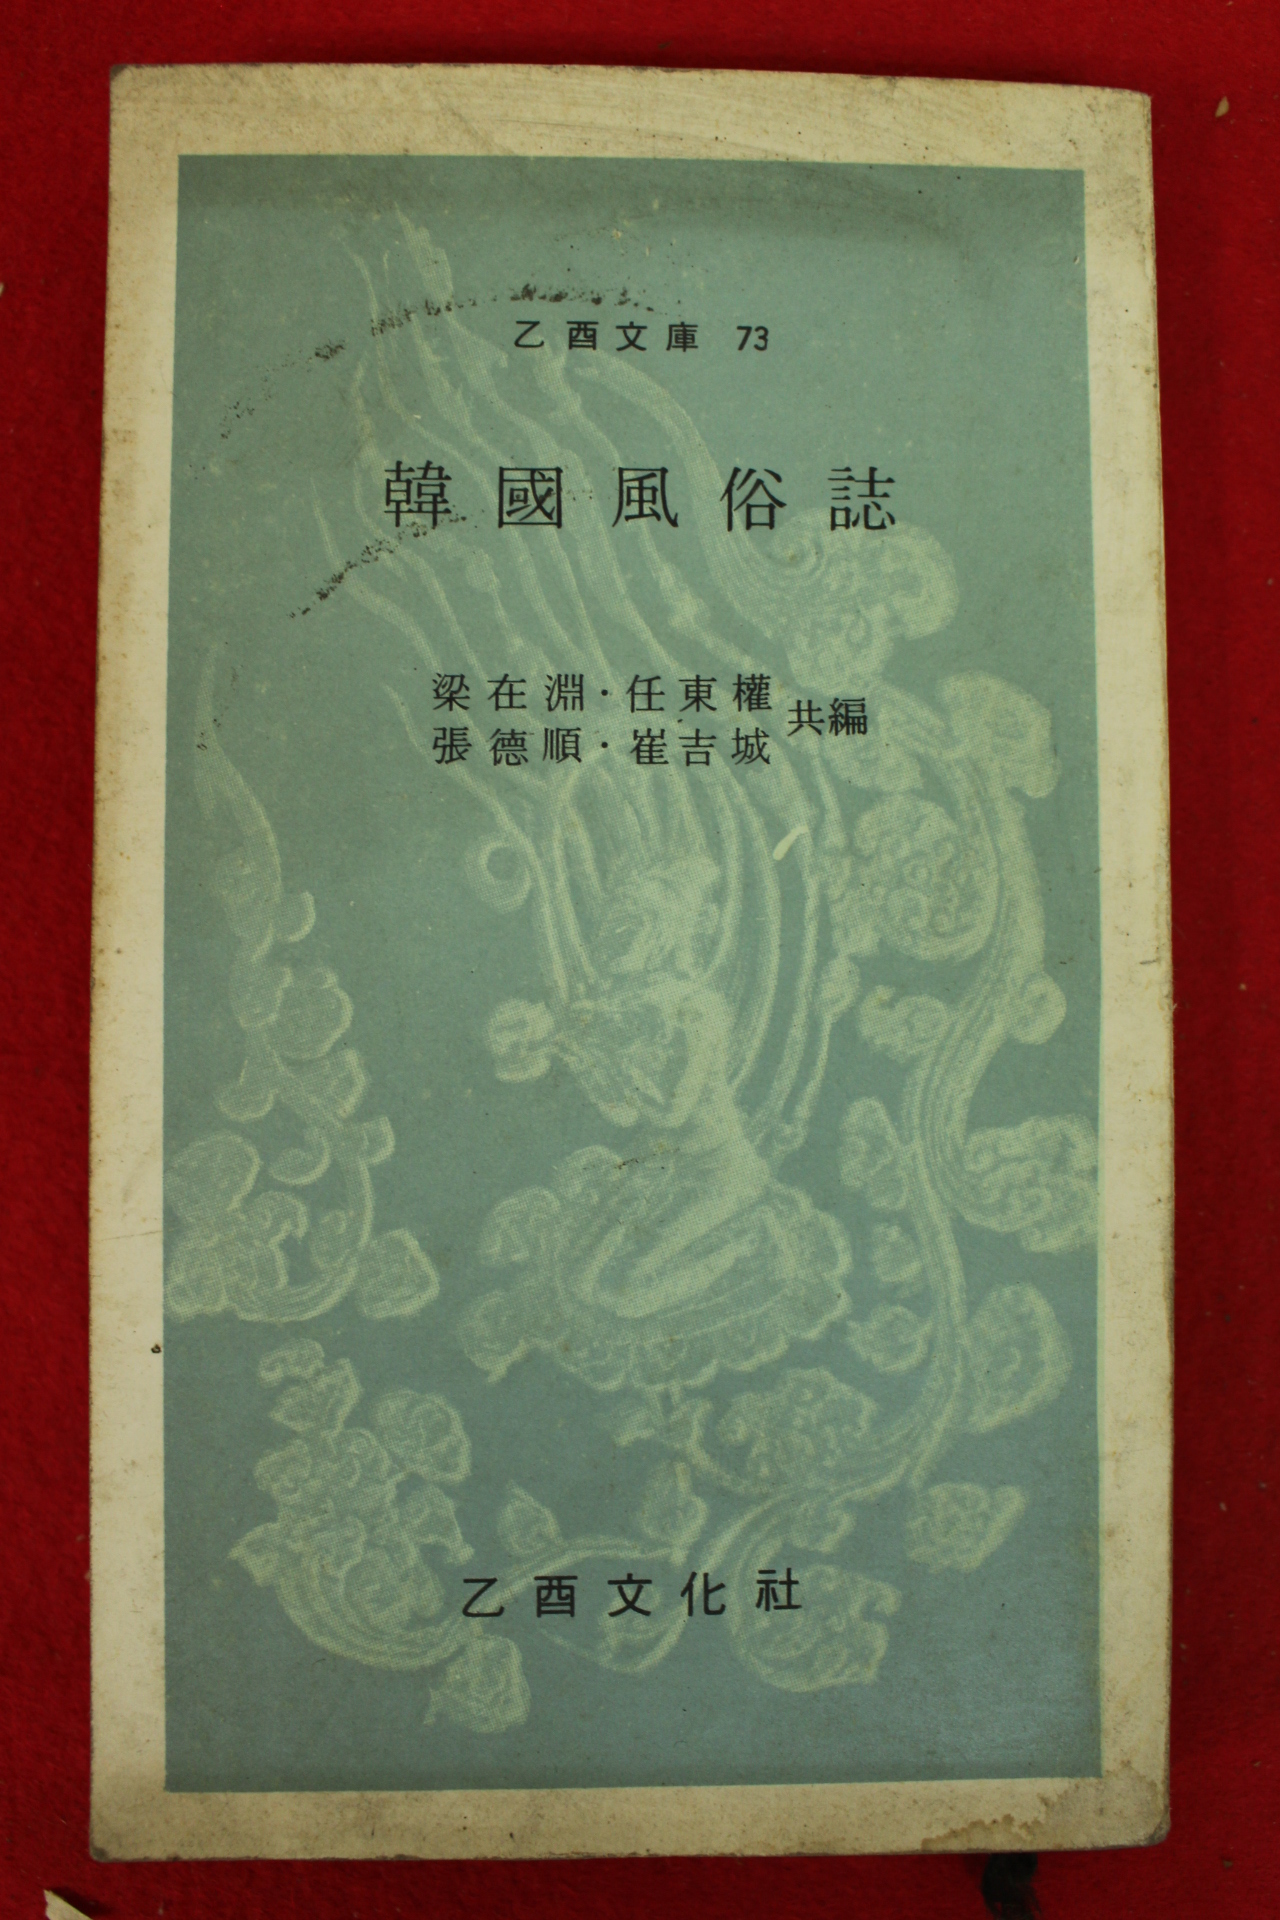 乙酉文庫 73
韓國風俗誌
梁在淵·任東權
張德順·崔吉城 共編
乙酉文化社